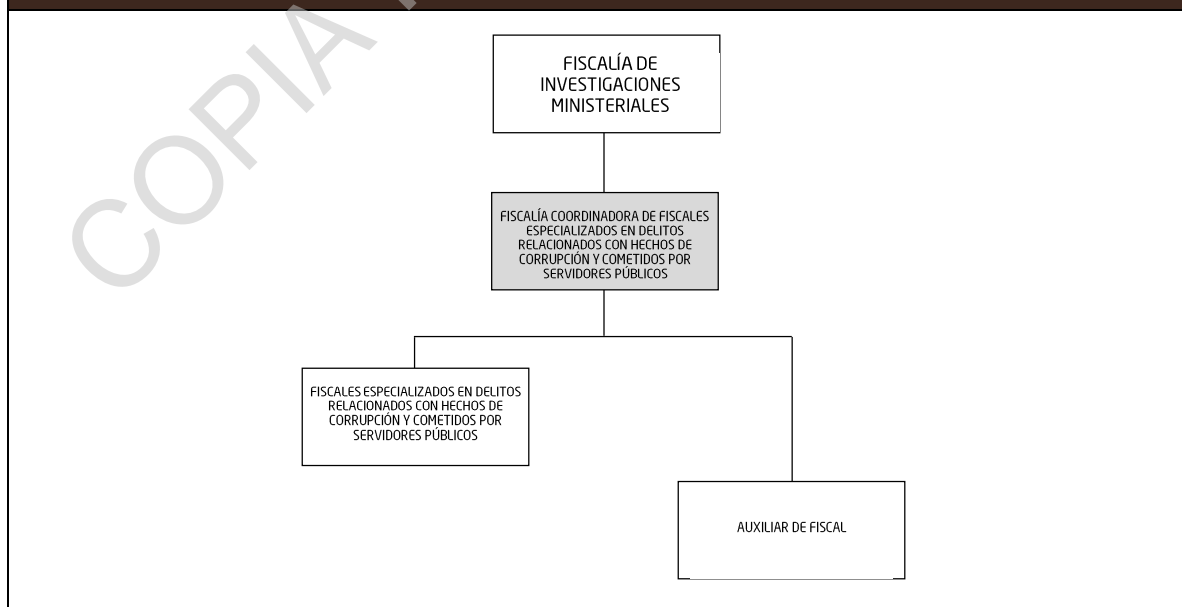 COPIA
FISCALÍA DE
INVESTIGACIONES
MINISTERIALES
FISCALÍA COORDINADORA DE FISCALES
ESPECIALIZADOS EN DELITOS
RELACIONADOS CON HECHOS DE
CORRUPCIÓN Y COMETIDOS POR
SERVIDORES PÚBLICOS
FISCALES ESPECIALIZADOS EN DELITOS
RELACIONADOS CON HECHOS DE
CORRUPCIÓN Y COMETIDOS POR
SERVIDORES PÚBLICOS
AUXILIAR DE FISCAL